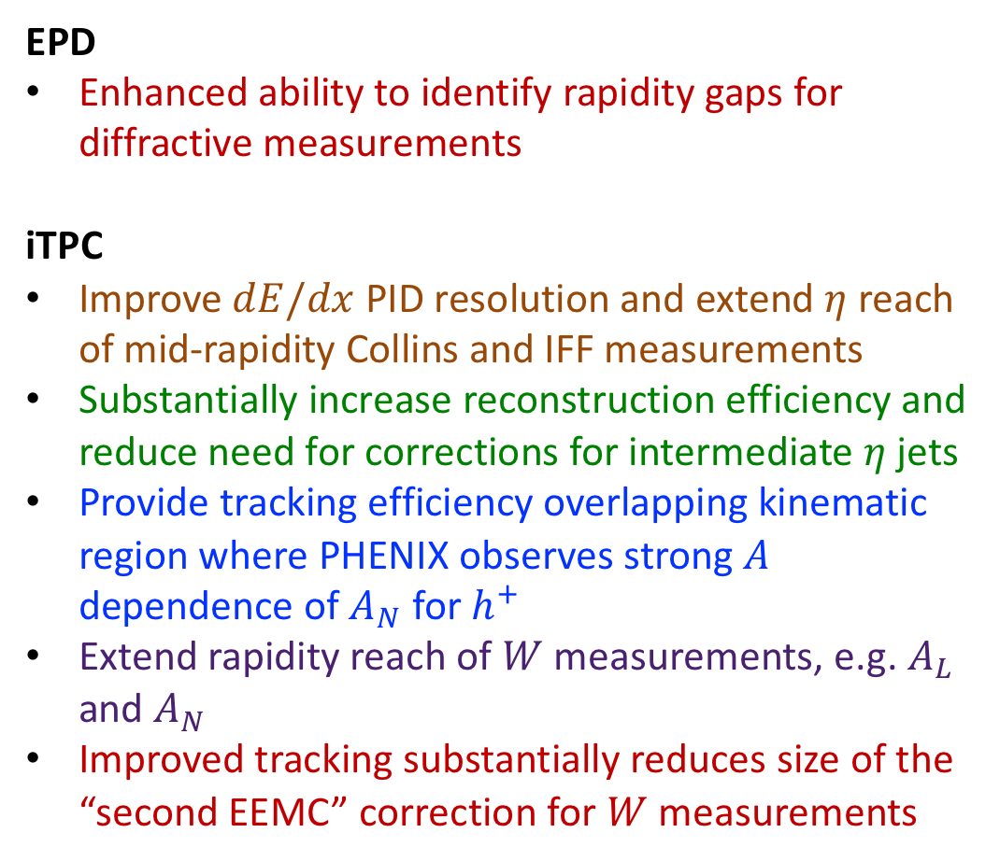 EPD
• Enhanced ability to identify rapidity gaps for
diffractive measurements
iTPC
• Improve dE/dx PID resolution and extend η reach
of mid-rapidity Collins and IFF measurements
• Substantially increase reconstruction efficiency and
reduce need for corrections for intermediate η jets
• Provide tracking efficiency overlapping kinematic
region where PHENIX observes strong A
dependence of A_N for h⁺
• Extend rapidity reach of W measurements, e.g. A_L
and A_N
• Improved tracking substantially reduces size of the
“second EEMC” correction for W measurements